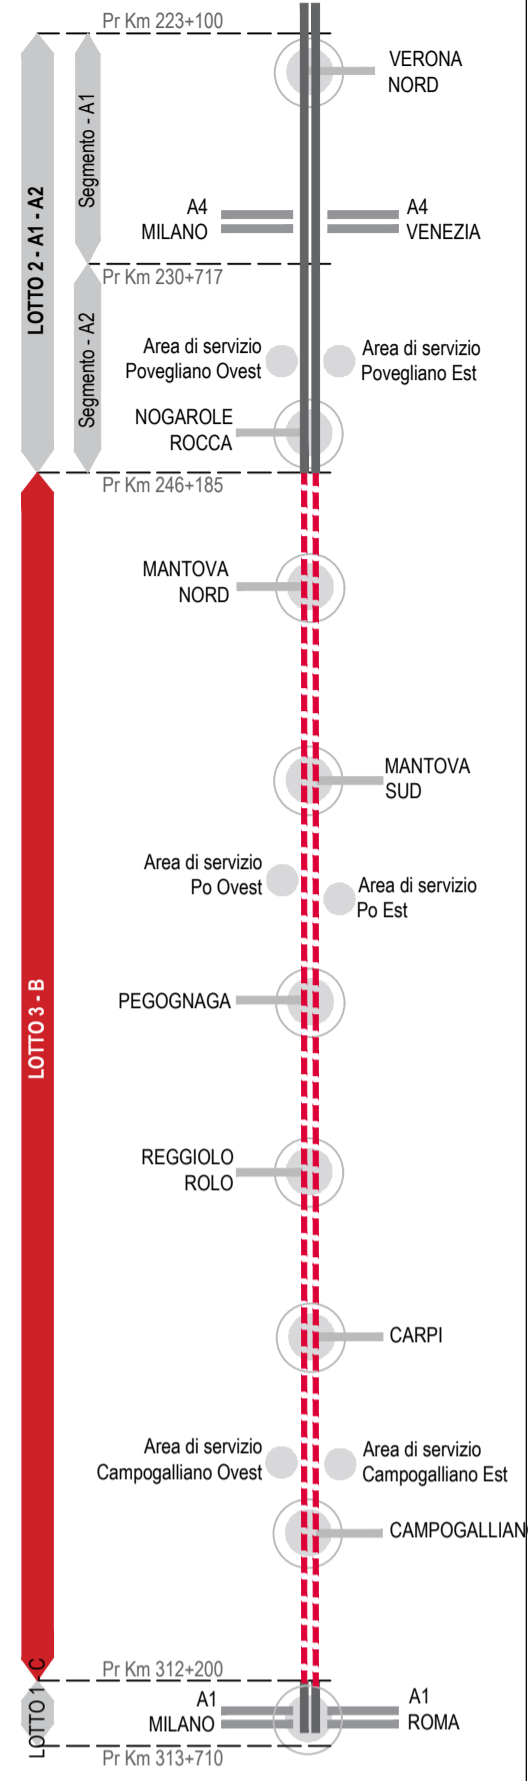 Pr Km 223+100
VERONA
NORD
Segmento - A1
LOTTO 2 - A1 - A2
A4
MILANO
A4
VENEZIA
Pr Km 230+717
Segmento - A2
Area di servizio
Povegliano Ovest
Area di servizio
Povegliano Est
NOGAROLE
ROCCA
Pr Km 246+185
MANTOVA
NORD
MANTOVA
SUD
Area di servizio
Po Ovest
Area di servizio
Po Est
LOTTO 3 - B
PEGOGNAGA
REGGIOLO
ROLO
CARPI
Area di servizio
Campogalliano Ovest
Area di servizio
Campogalliano Est
CAMPOGALLIAN
Pr Km 312+200
LOTTO 1 - C
A1
MILANO
A1
ROMA
Pr Km 313+710